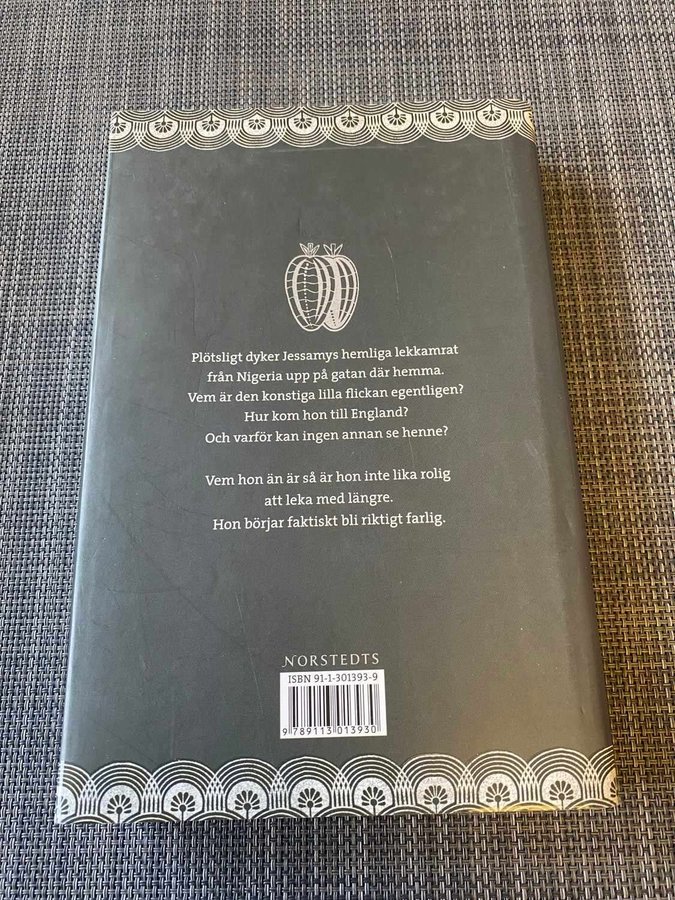 Plötsligt dyker Jessamys hemliga lekkamrat
från Nigeria upp på gatan där hemma.
Vem är den konstiga lilla flickan egentligen?
Hur kom hon till England?
Och varför kan ingen annan se henne?
Vem hon än är så är hon inte lika rolig
att leka med längre.
Hon börjar faktiskt bli riktigt farlig.
NORSTEDTS
ISBN 91-1-301393-9
9 789113 013930